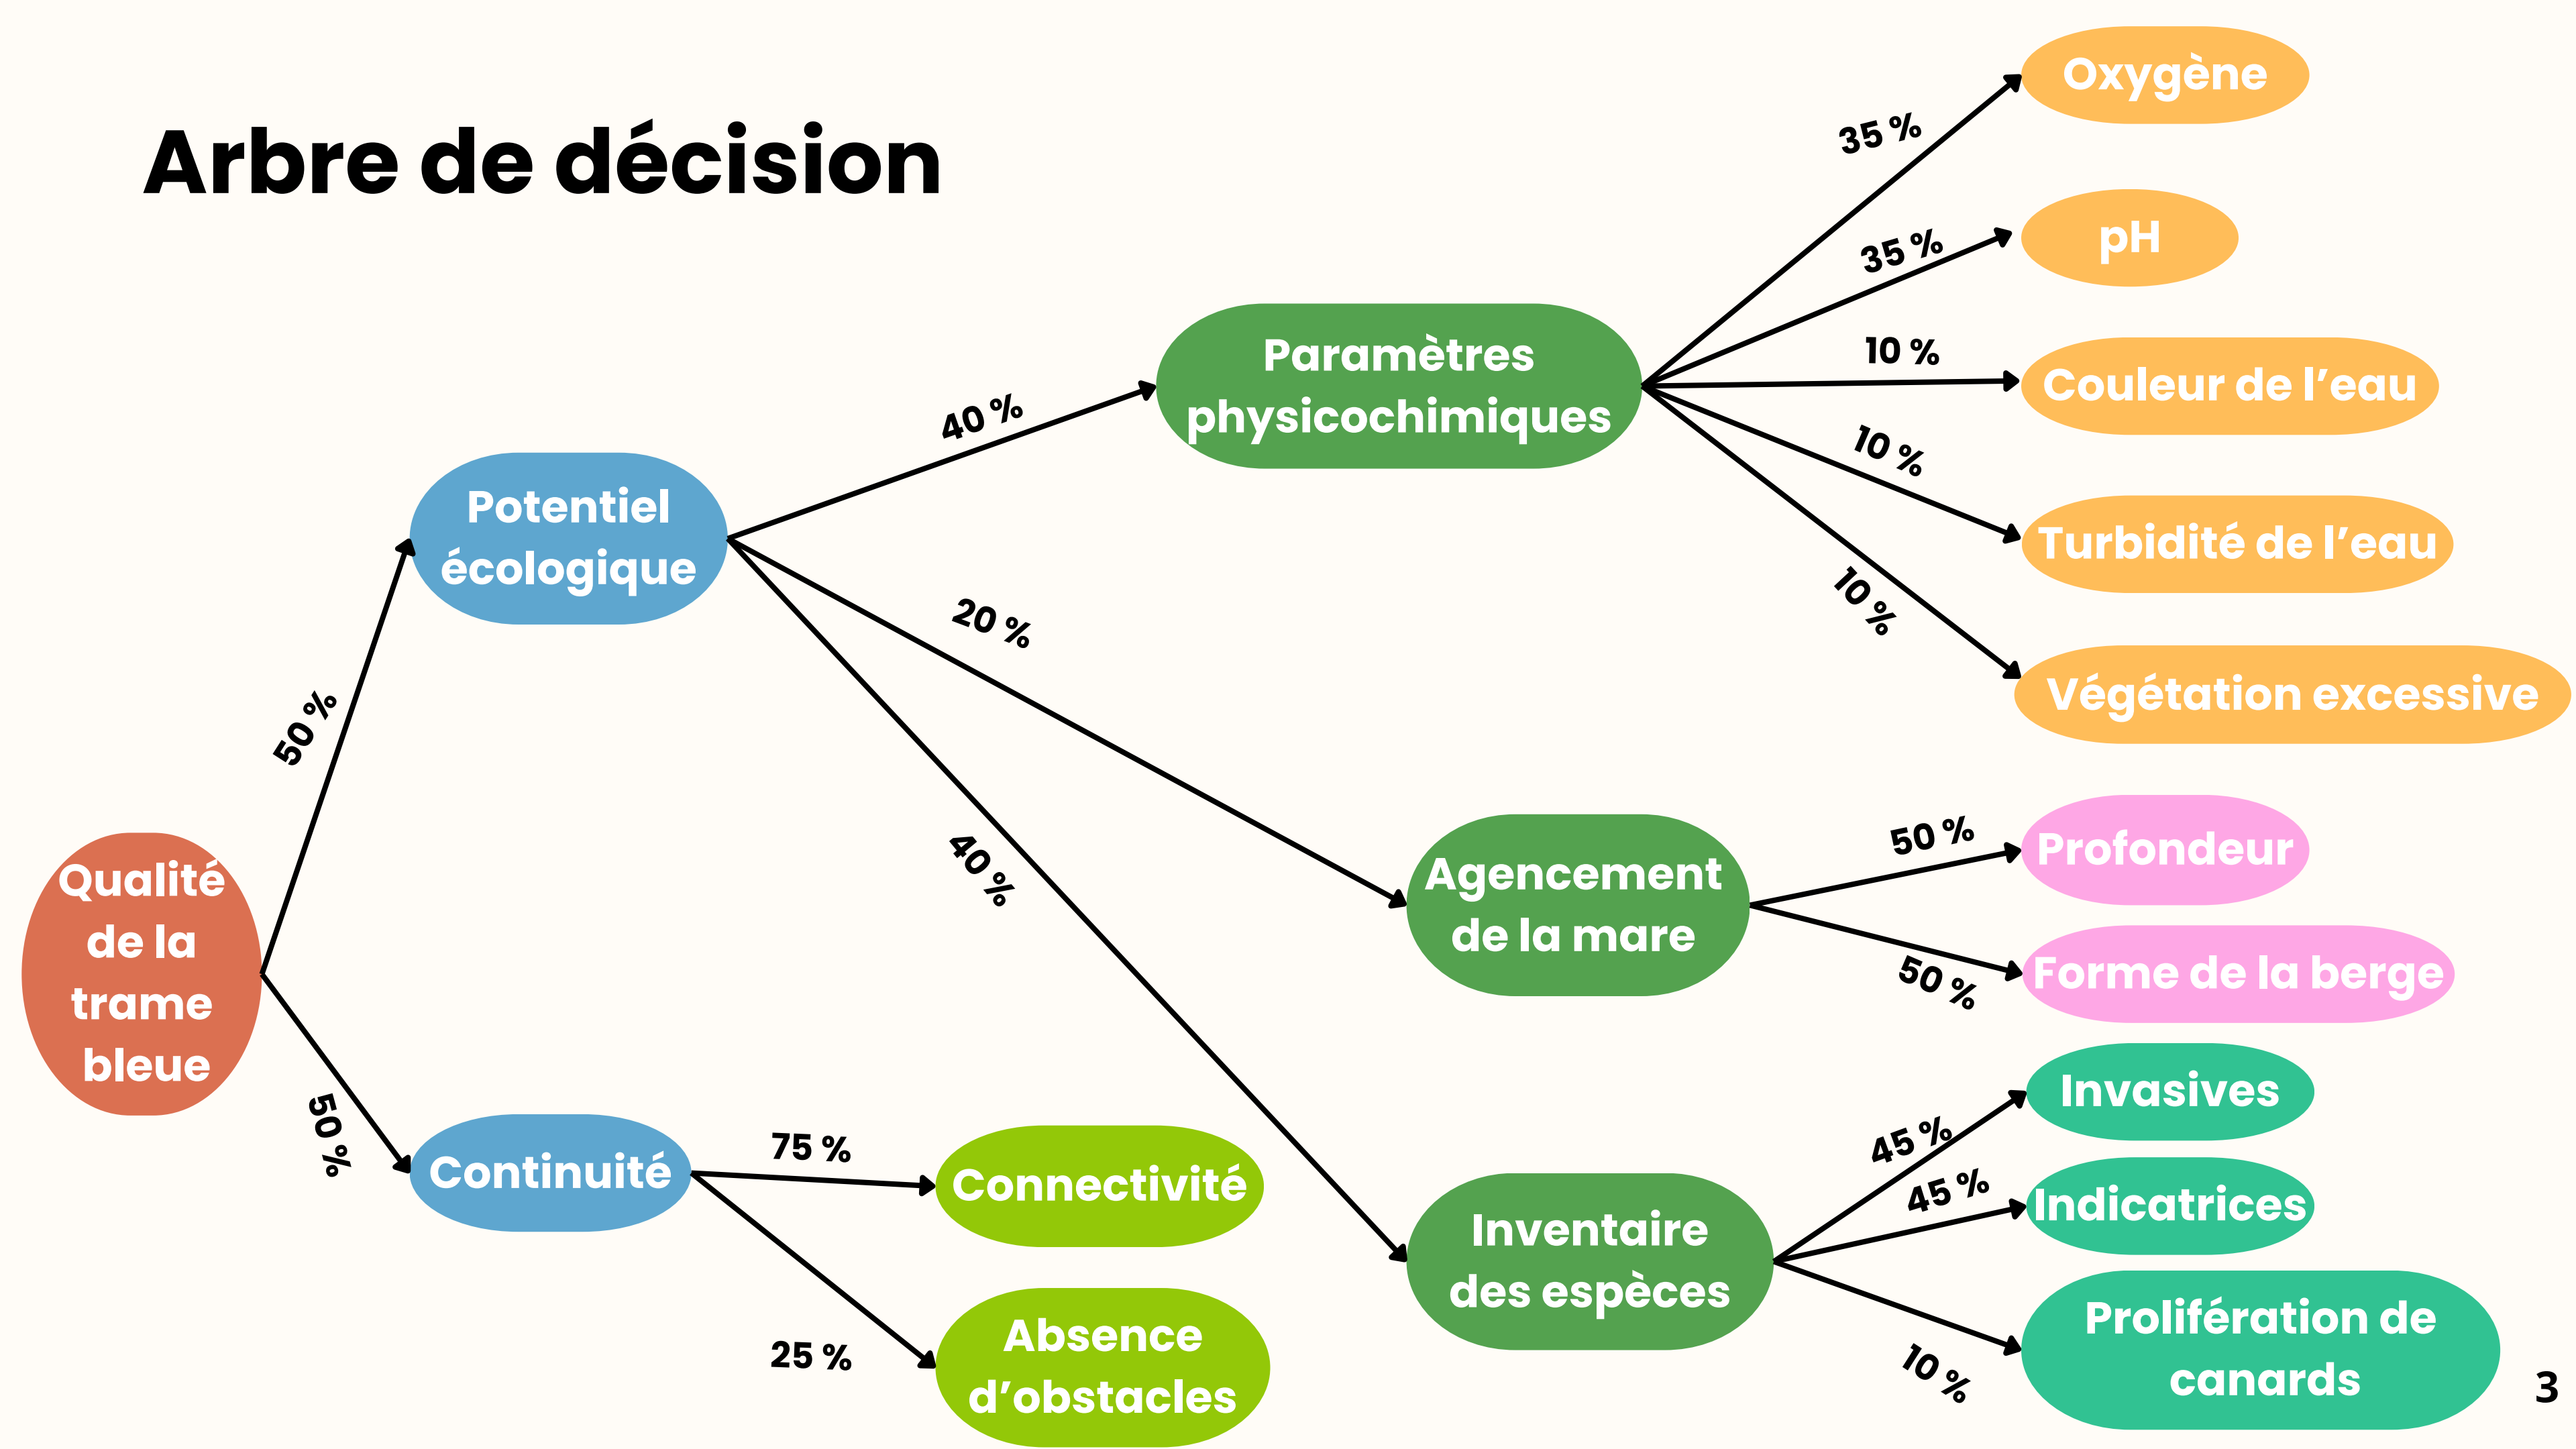 Arbre de décision
Qualité
de la
trame
bleue
50 %
50 %
Potentiel
écologique
Continuité
40 %
20 %
40 %
75 %
25 %
Connectivité
Absence
d’obstacles
Paramètres
physicochimiques
35 %
35 %
10 %
10 %
10 %
Oxygène
pH
Couleur de l’eau
Turbidité de l’eau
Végétation excessive
Agencement
de la mare
50 %
50 %
Profondeur
Forme de la berge
Inventaire
des espèces
45 %
45 %
10 %
Invasives
Indicatrices
Prolifération de
canards
3